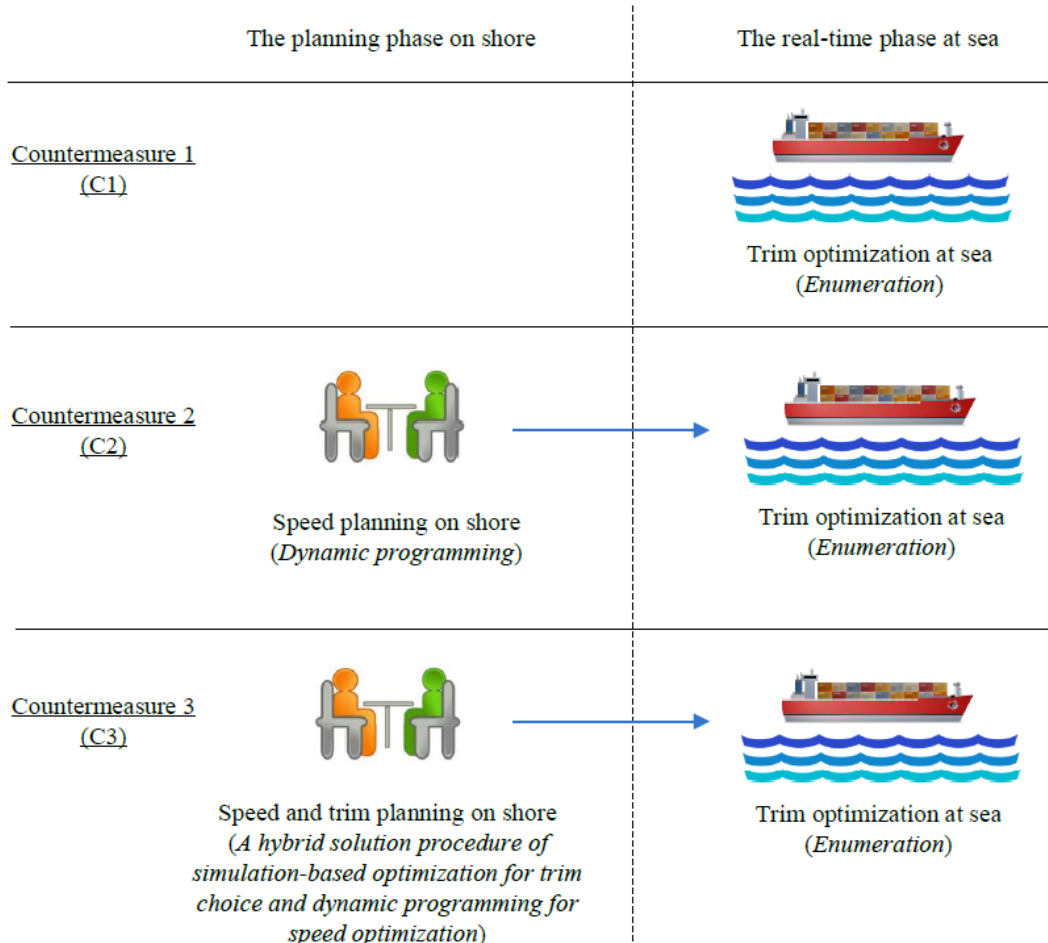 The planning phase on shore
The real-time phase at sea
Countermeasure 1
(C1)
Trim optimization at sea
(Enumeration)
Countermeasure 2
(C2)
Speed planning on shore
(Dynamic programming)
Trim optimization at sea
(Enumeration)
Countermeasure 3
(C3)
Speed and trim planning on shore
(A hybrid solution procedure of
simulation-based optimization for trim
choice and dynamic programming for
speed optimization)
Trim optimization at sea
(Enumeration)